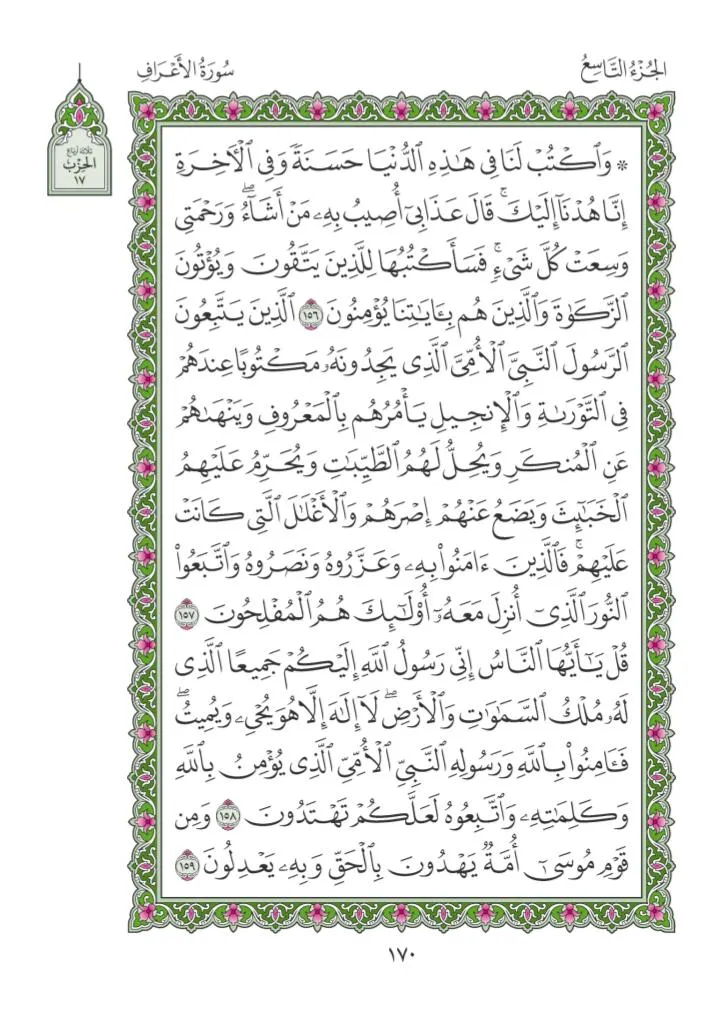 الجُزْءُ التَّاسِعُ
سُورَةُ الأَعْرَافِ
ثلاثة أرباع
الحِزْب
١٧
* وَٱكۡتُبۡ لَنَا فِي هَٰذِهِ ٱلدُّنۡيَا حَسَنَةٗ وَفِي ٱلۡأٓخِرَةِ
إِنَّا هُدۡنَآ إِلَيۡكَۚ قَالَ عَذَابِيٓ أُصِيبُ بِهِۦ مَنۡ أَشَآءُۖ وَرَحۡمَتِي
وَسِعَتۡ كُلَّ شَيۡءٖۚ فَسَأَكۡتُبُهَا لِلَّذِينَ يَتَّقُونَ وَيُؤۡتُونَ
ٱلزَّكَوٰةَ وَٱلَّذِينَ هُم بِـَٔايَٰتِنَا يُؤۡمِنُونَ ١٥٦ ٱلَّذِينَ يَتَّبِعُونَ
ٱلرَّسُولَ ٱلنَّبِيَّ ٱلۡأُمِّيَّ ٱلَّذِي يَجِدُونَهُۥ مَكۡتُوبًا عِندَهُمۡ
فِي ٱلتَّوۡرَىٰةِ وَٱلۡإِنجِيلِ يَأۡمُرُهُم بِٱلۡمَعۡرُوفِ وَيَنۡهَىٰهُمۡ
عَنِ ٱلۡمُنكَرِ وَيُحِلُّ لَهُمُ ٱلطَّيِّبَٰتِ وَيُحَرِّمُ عَلَيۡهِمُ
ٱلۡخَبَٰٓئِثَ وَيَضَعُ عَنۡهُمۡ إِصۡرَهُمۡ وَٱلۡأَغۡلَٰلَ ٱلَّتِي كَانَتۡ
عَلَيۡهِمۡۚ فَٱلَّذِينَ ءَامَنُواْ بِهِۦ وَعَزَّرُوهُ وَنَصَرُوهُ وَٱتَّبَعُواْ
ٱلنُّورَ ٱلَّذِيٓ أُنزِلَ مَعَهُۥٓ أُوْلَٰٓئِكَ هُمُ ٱلۡمُفۡلِحُونَ ١٥٧
قُلۡ يَٰٓأَيُّهَا ٱلنَّاسُ إِنِّي رَسُولُ ٱللَّهِ إِلَيۡكُمۡ جَمِيعًا ٱلَّذِي
لَهُۥ مُلۡكُ ٱلسَّمَٰوَٰتِ وَٱلۡأَرۡضِۖ لَآ إِلَٰهَ إِلَّا هُوَ يُحۡيِۦ وَيُمِيتُۖ
فَـَٔامِنُواْ بِٱللَّهِ وَرَسُولِهِ ٱلنَّبِيِّ ٱلۡأُمِّيِّ ٱلَّذِي يُؤۡمِنُ بِٱللَّهِ
وَكَلِمَٰتِهِۦ وَٱتَّبِعُوهُ لَعَلَّكُمۡ تَهۡتَدُونَ ١٥٨ وَمِن
قَوۡمِ مُوسَىٰٓ أُمَّةٞ يَهۡدُونَ بِٱلۡحَقِّ وَبِهِۦ يَعۡدِلُونَ ١٥٩
١٧٠